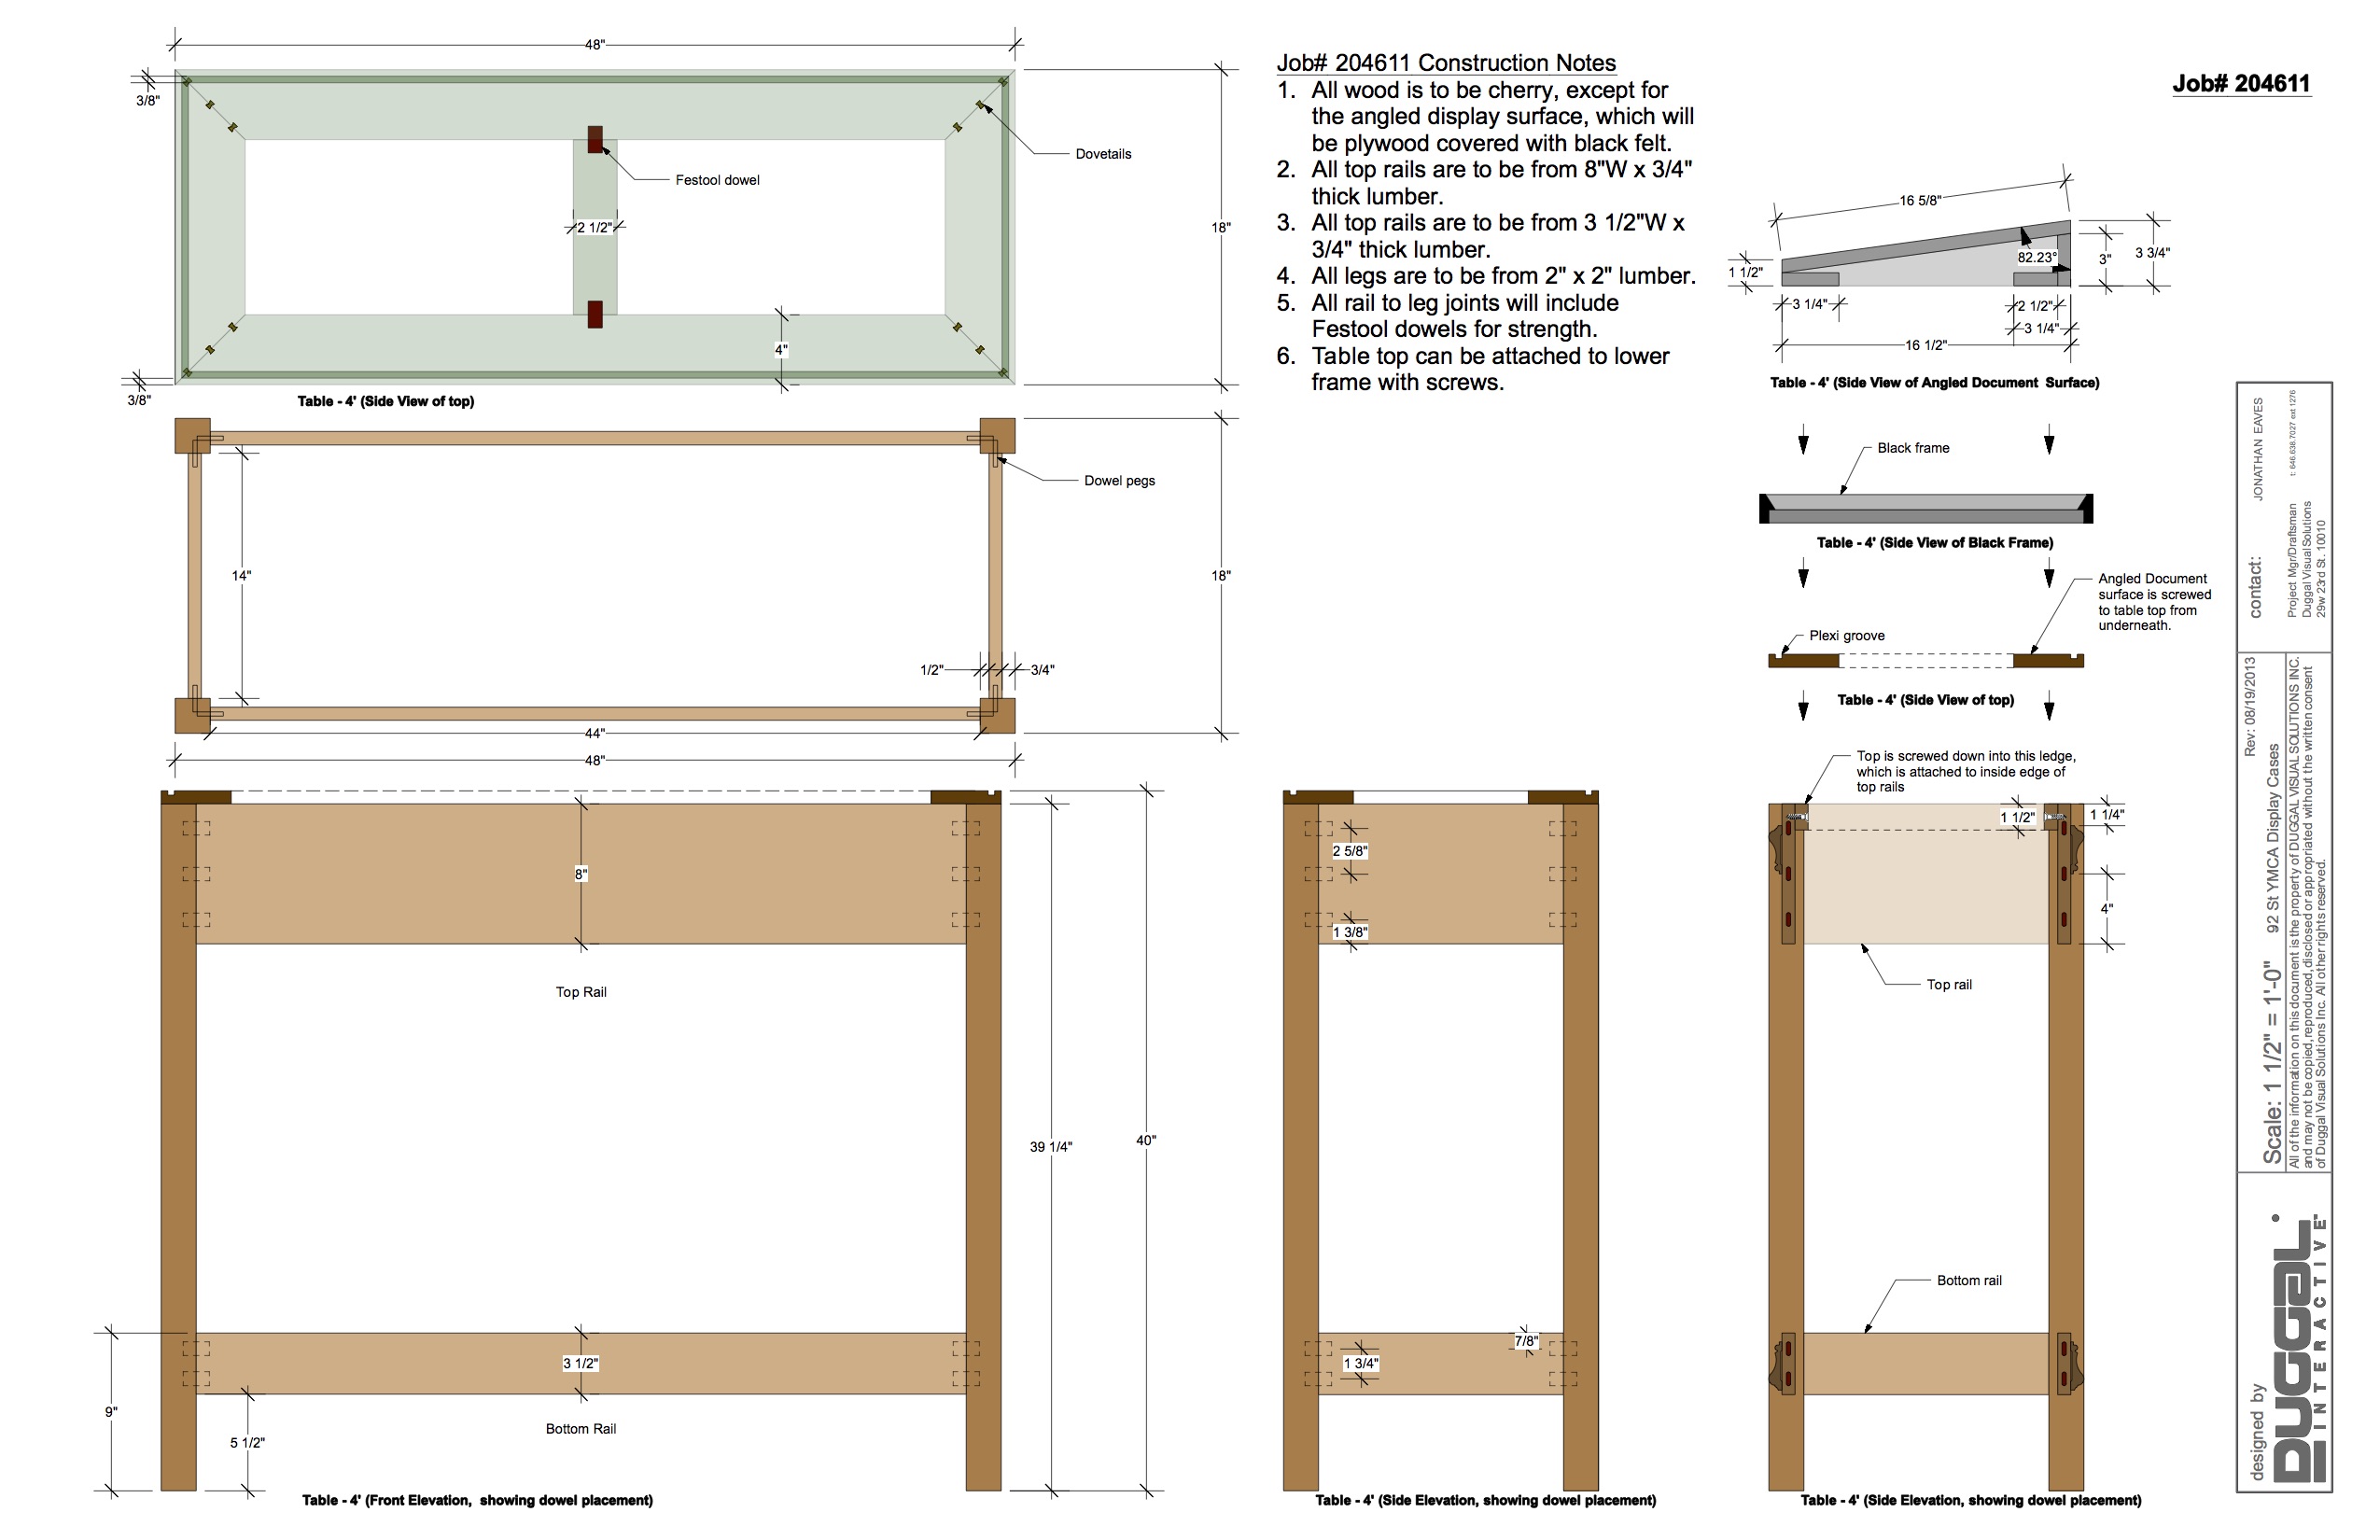 48"
3/8"
Dovetails
Festool dowel
2 1/2"
18"
4"
3/8"
Table - 4' (Side View of top)
Dowel pegs
14"
18"
1/2"
3/4"
44"
48"
8"
Top Rail
39 1/4"
40"
3 1/2"
9"
5 1/2"
Bottom Rail
Table - 4' (Front Elevation, showing dowel placement)
Job# 204611 Construction Notes
1. All wood is to be cherry, except for
the angled display surface, which will
be plywood covered with black felt.
2. All top rails are to be from 8"W x 3/4"
thick lumber.
3. All top rails are to be from 3 1/2"W x
3/4" thick lumber.
4. All legs are to be from 2" x 2" lumber.
5. All rail to leg joints will include
Festool dowels for strength.
6. Table top can be attached to lower
frame with screws.
2 5/8"
1 3/8"
7/8"
1 3/4"
Table - 4' (Side Elevation, showing dowel placement)
Job# 204611
16 5/8"
82.23°
1 1/2"
3"
3 3/4"
3 1/4"
2 1/2"
3 1/4"
16 1/2"
Table - 4' (Side View of Angled Document Surface)
Black frame
Table - 4' (Side View of Black Frame)
Angled Document
surface is screwed
to table top from
underneath.
Plexi groove
Table - 4' (Side View of top)
Top is screwed down into this ledge,
which is attached to inside edge of
top rails
1 1/2"
1 1/4"
4"
Top rail
Bottom rail
Table - 4' (Side Elevation, showing dowel placement)
contact:
JONATHAN EAVES
t: 646.638.7027 ext 1276
Project Mgr/Draftsman
Duggal Visual Solutions
29w 23rd St. 10010
Rev: 08/19/2013
Scale: 1 1/2" = 1'-0"
92 St YMCA Display Cases
All of the information on this document is the property of DUGGAL VISUAL SOLUTIONS INC.
and may not be copied, reproduced, disclosed or appropriated without the written consent
of Duggal Visual Solutions Inc. All other rights reserved.
designed by
DUGGAL
INTERACTIVE